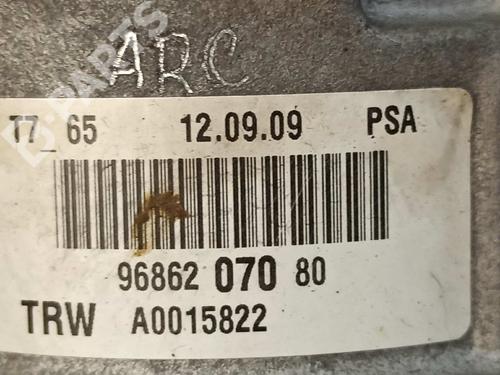 B-PARTS
ARC
T7_65 12.09.09 PSA
96862 070 80
TRW A0015822